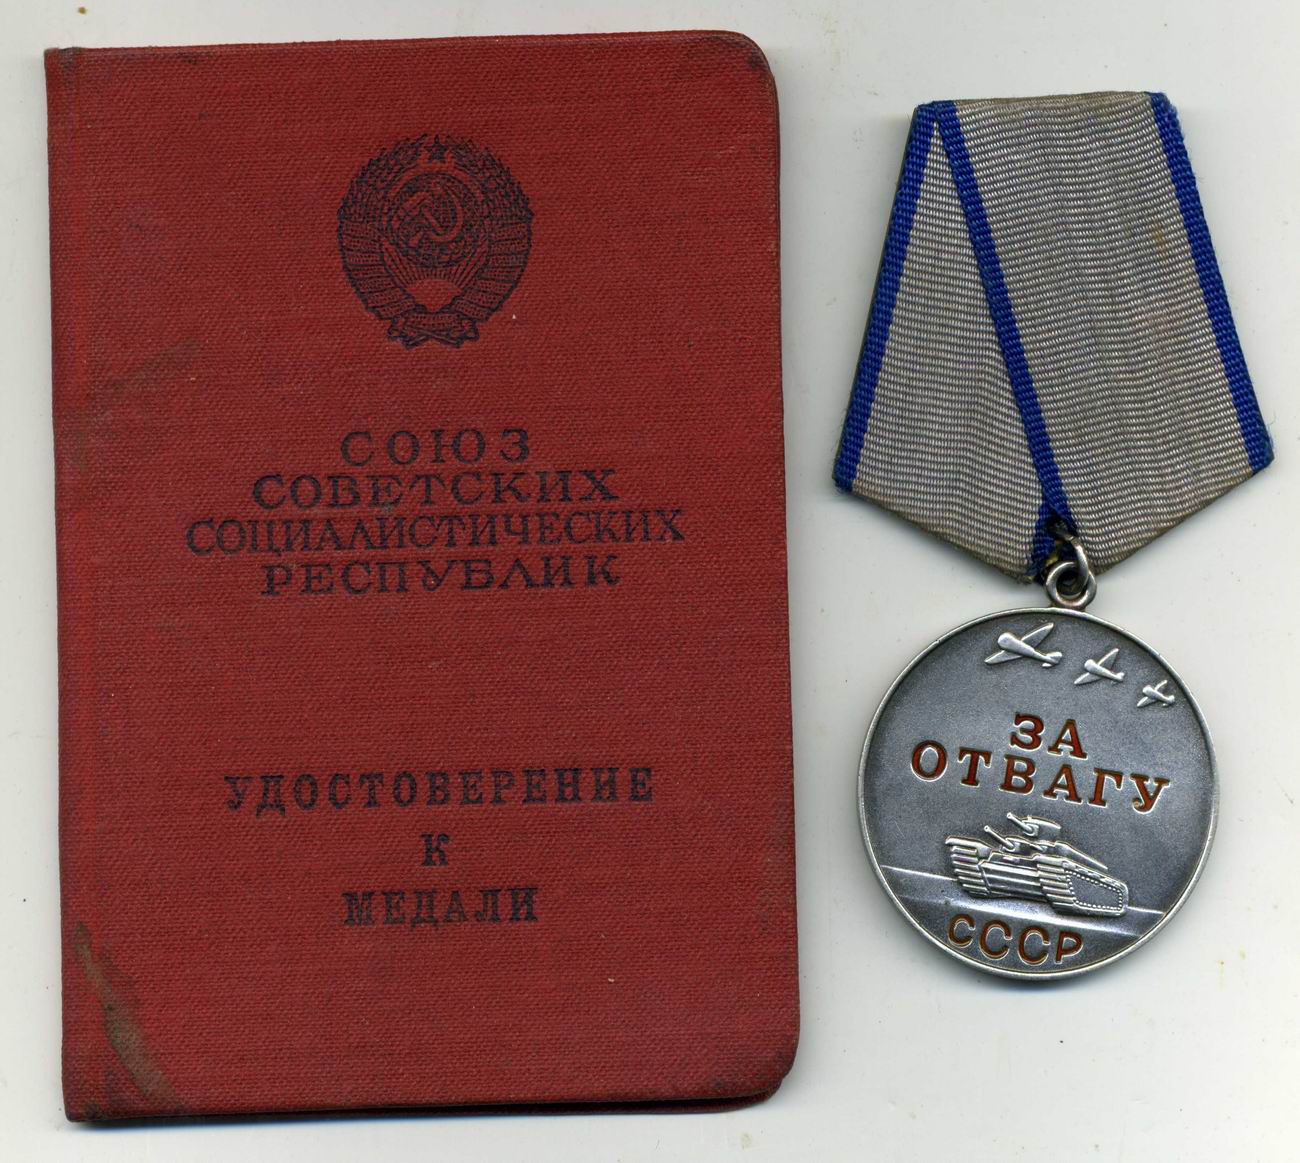 СОЮЗ
СОВЕТСКИХ
СОЦИАЛИСТИЧЕСКИХ
РЕСПУБЛИК
УДОСТОВЕРЕНИЕ
К
МЕДАЛИ
ЗА
ОТВАГУ
СССР